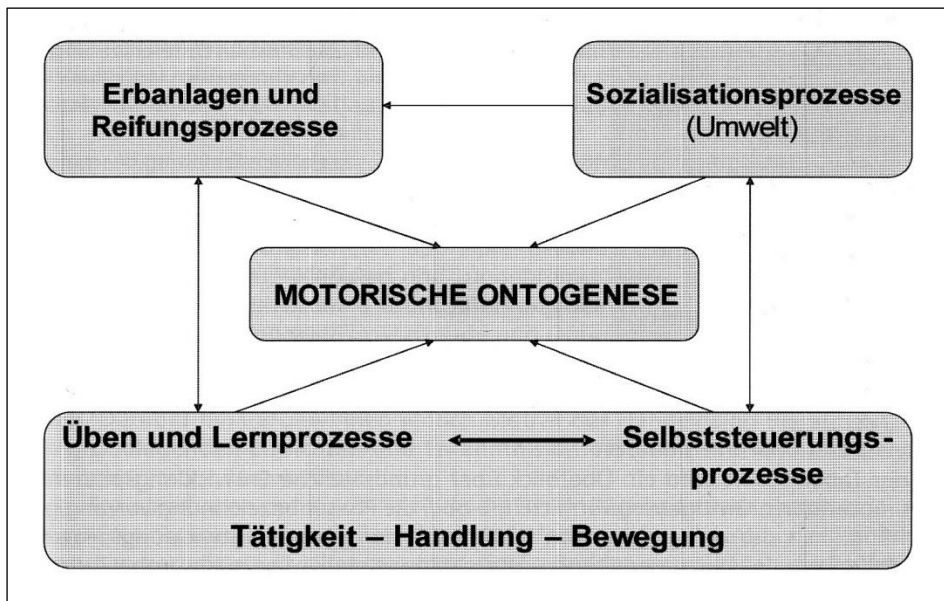 Erbanlagen und
Reifungsprozesse
Sozialisationsprozesse
(Umwelt)
MOTORISCHE ONTOGENESE
Üben und Lernprozesse
Selbststeuerungs-
prozesse
Tätigkeit – Handlung – Bewegung